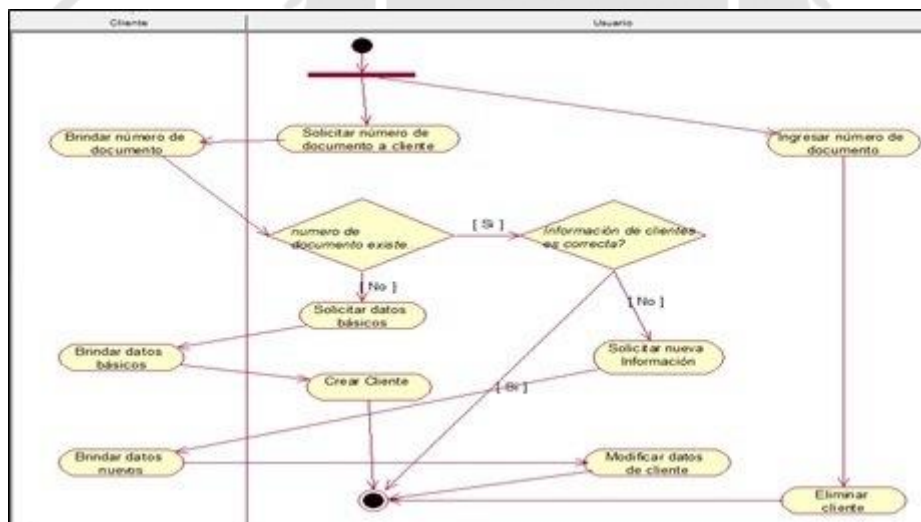 Cliente
Usuario
Solicitar número de
documento a cliente
Brindar número de
documento
Ingresar número de
documento
numero de
documento existe
[ Si ]
Información de clientes
es correcta?
[ No ]
[ No ]
Solicitar datos
básicos
Brindar datos
básicos
Solicitar nueva
Información
Crear Cliente
[ Si ]
Brindar datos
nuevos
Modificar datos
de cliente
Eliminar
cliente